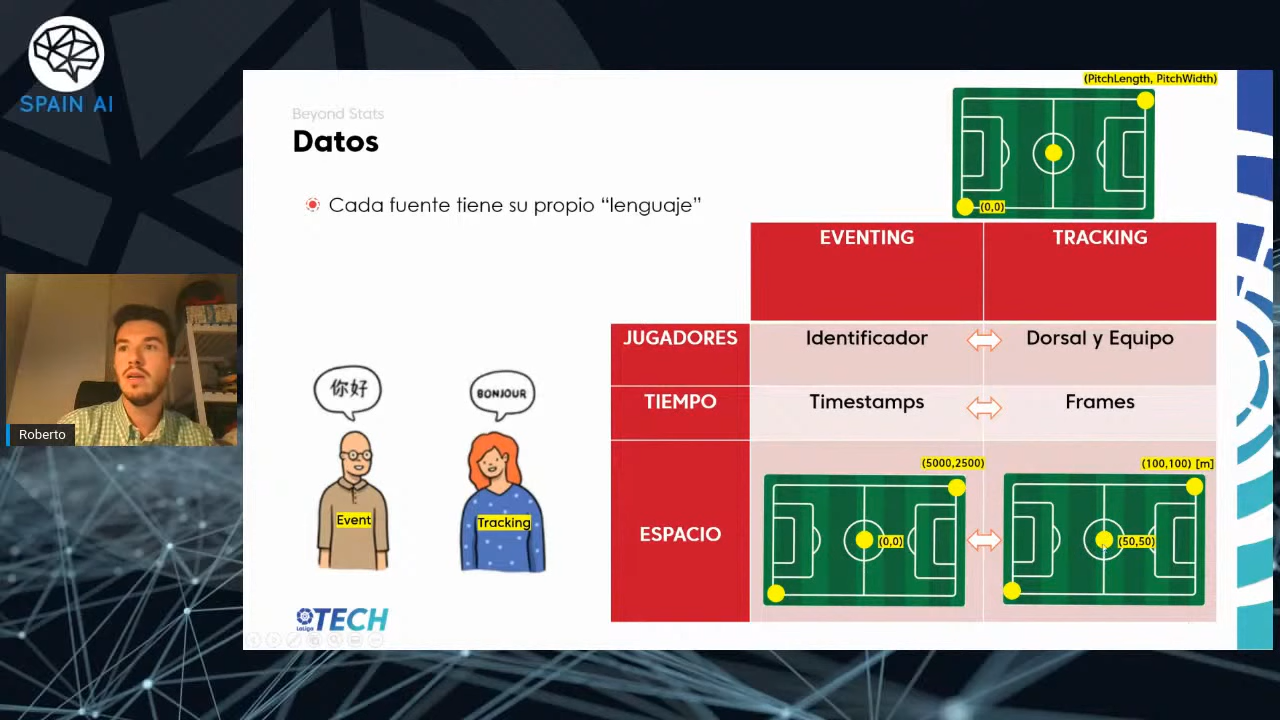 SPAIN AI
Beyond Stats
Datos
Cada fuente tiene su propio “lenguaje”
(PitchLength, PitchWidth)
(0,0)
EVENTING
TRACKING
JUGADORES
Identificador
Dorsal y Equipo
TIEMPO
Timestamps
Frames
ESPACIO
(5000,2500)
(0,0)
(100,100) [m]
(50,50)
你好
BONJOUR
Event
Tracking
LaLiga
TECH
Roberto